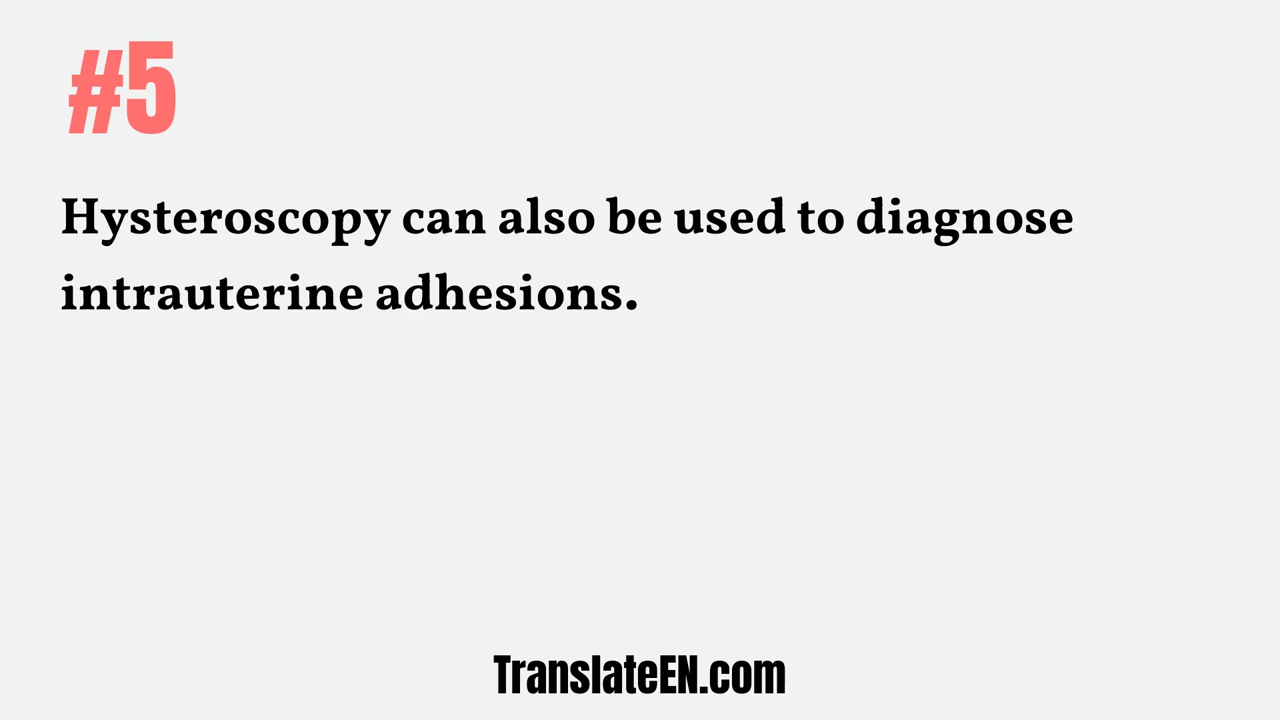 #5
Hysteroscopy can also be used to diagnose
intrauterine adhesions.
TranslateEN.com